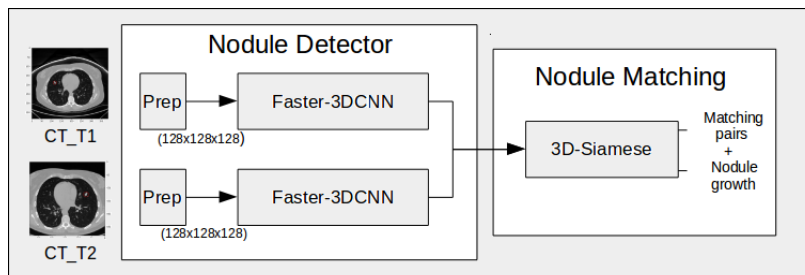 Nodule Detector
Prep
Faster-3DCNN
(128x128x128)
CT_T1
Prep
Faster-3DCNN
(128x128x128)
CT_T2
Nodule Matching
3D-Siamese
Matching
pairs
+
Nodule
growth